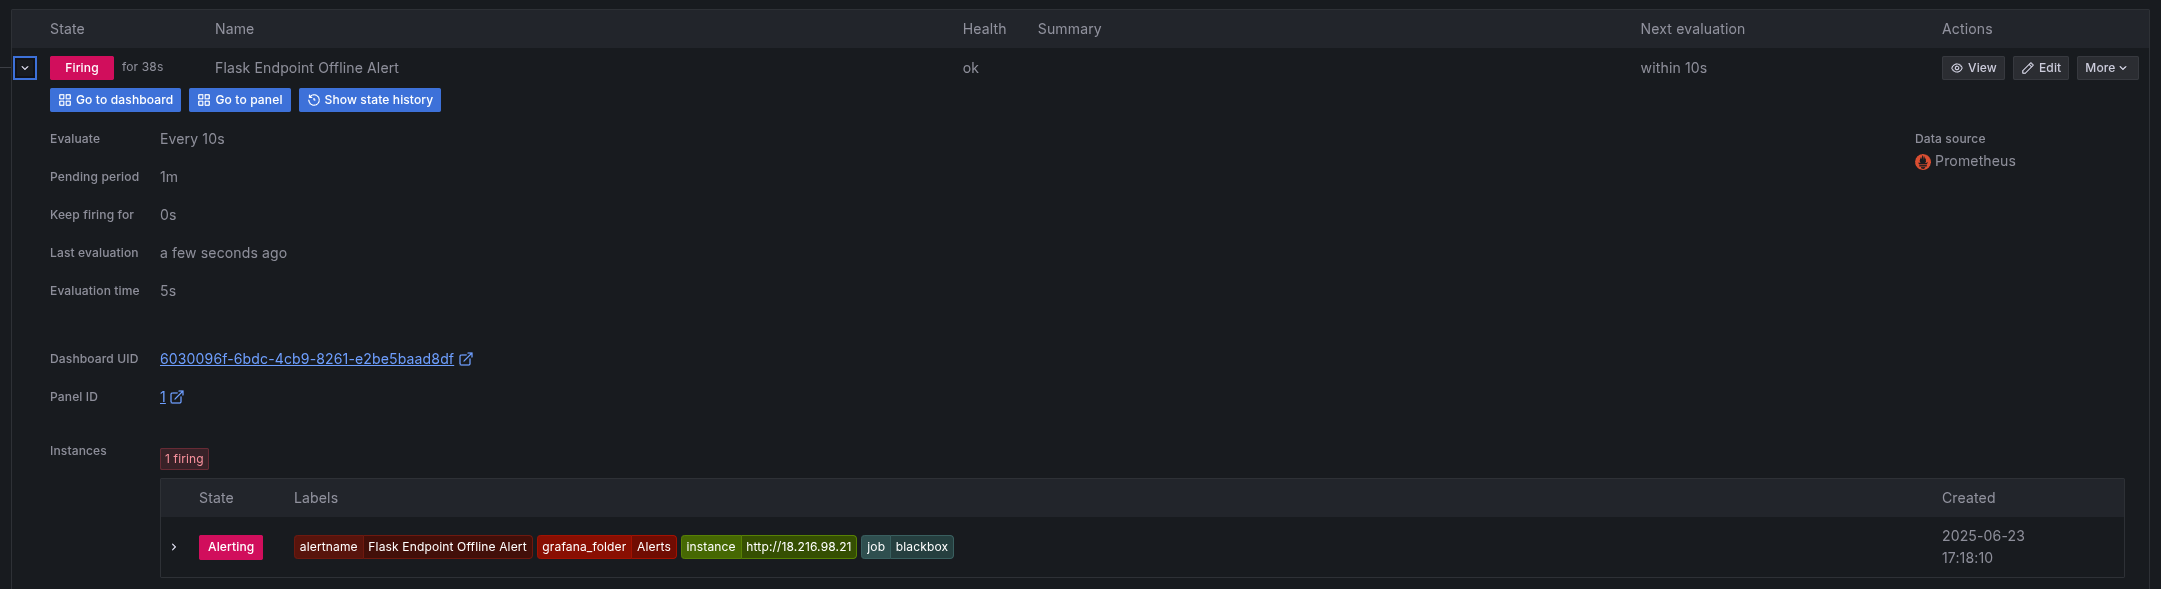 State Name Health Summary Next evaluation Actions
Firing for 38s Flask Endpoint Offline Alert ok within 10s View Edit More
Go to dashboard Go to panel Show state history
Evaluate Every 10s Data source
Prometheus
Pending period 1m
Keep firing for 0s
Last evaluation a few seconds ago
Evaluation time 5s
Dashboard UID 6030096f-6bdc-4cb9-8261-e2be5baad8df
Panel ID 1
Instances 1 firing
State Labels Created
Alerting alertname Flask Endpoint Offline Alert grafana_folder Alerts instance http://18.216.98.21 job blackbox 2025-06-23
17:18:10